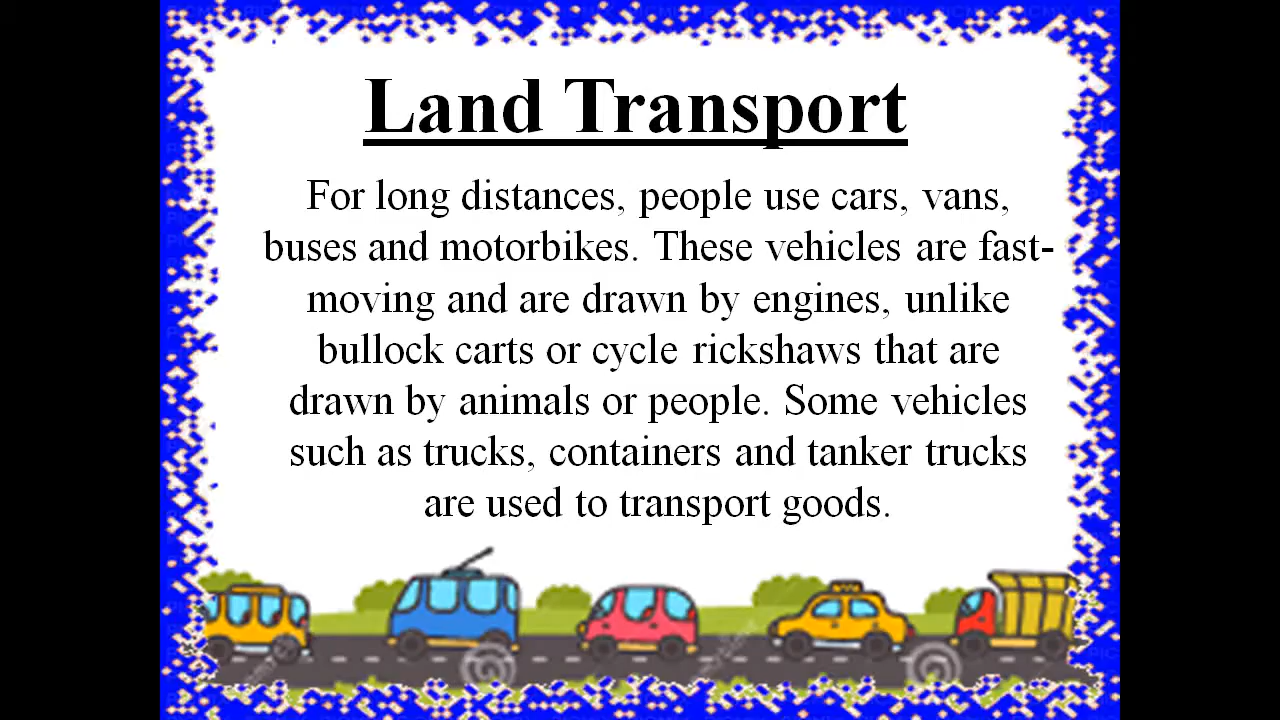 Land Transport
For long distances, people use cars, vans,
buses and motorbikes. These vehicles are fast-
moving and are drawn by engines, unlike
bullock carts or cycle rickshaws that are
drawn by animals or people. Some vehicles
such as trucks, containers and tanker trucks
are used to transport goods.